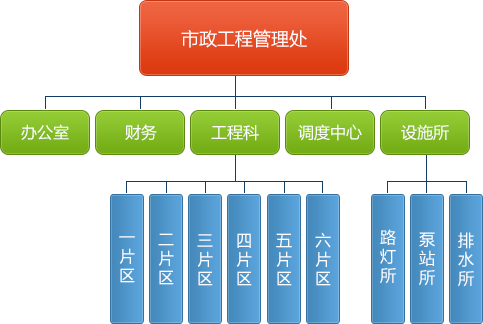 市政工程管理处
办公室
财务
工程科
调度中心
设施所
一片区
二片区
三片区
四片区
五片区
六片区
路灯所
泵站所
排水所